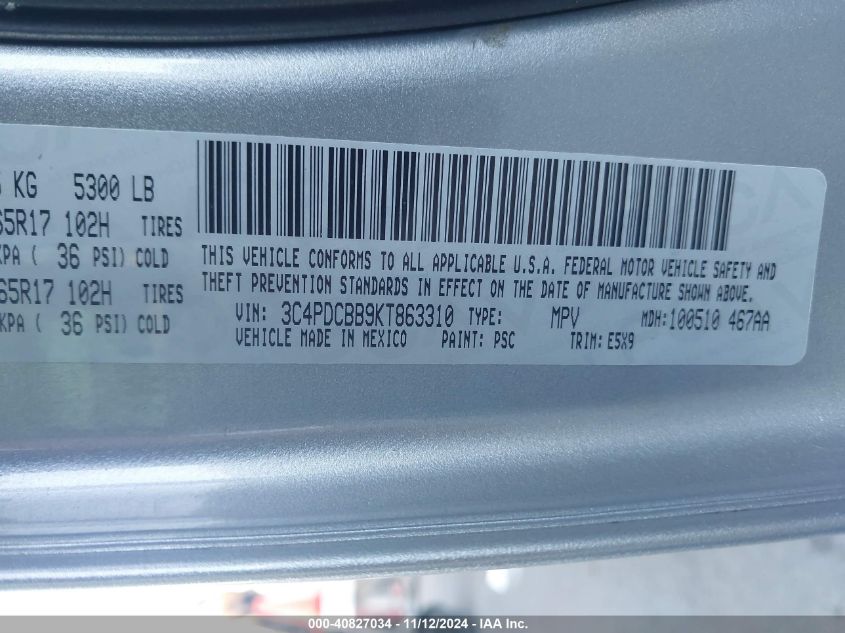 KG 5300 LB
65R17 102H TIRES
KPA ( 36 PSI) COLD
65R17 102H TIRES
KPA ( 36 PSI) COLD
THIS VEHICLE CONFORMS TO ALL APPLICABLE U.S.A. FEDERAL MOTOR VEHICLE SAFETY AND
THEFT PREVENTION STANDARDS IN EFFECT ON THE DATE OF MANUFACTURE SHOWN ABOVE.
VIN: 3C4PDCBB9KT863310 TYPE: MPV MDH: 100510 467AA
VEHICLE MADE IN MEXICO PAINT: PSC TRIM: E5X9
000-40827034 - 11/12/2024 - IAA Inc.